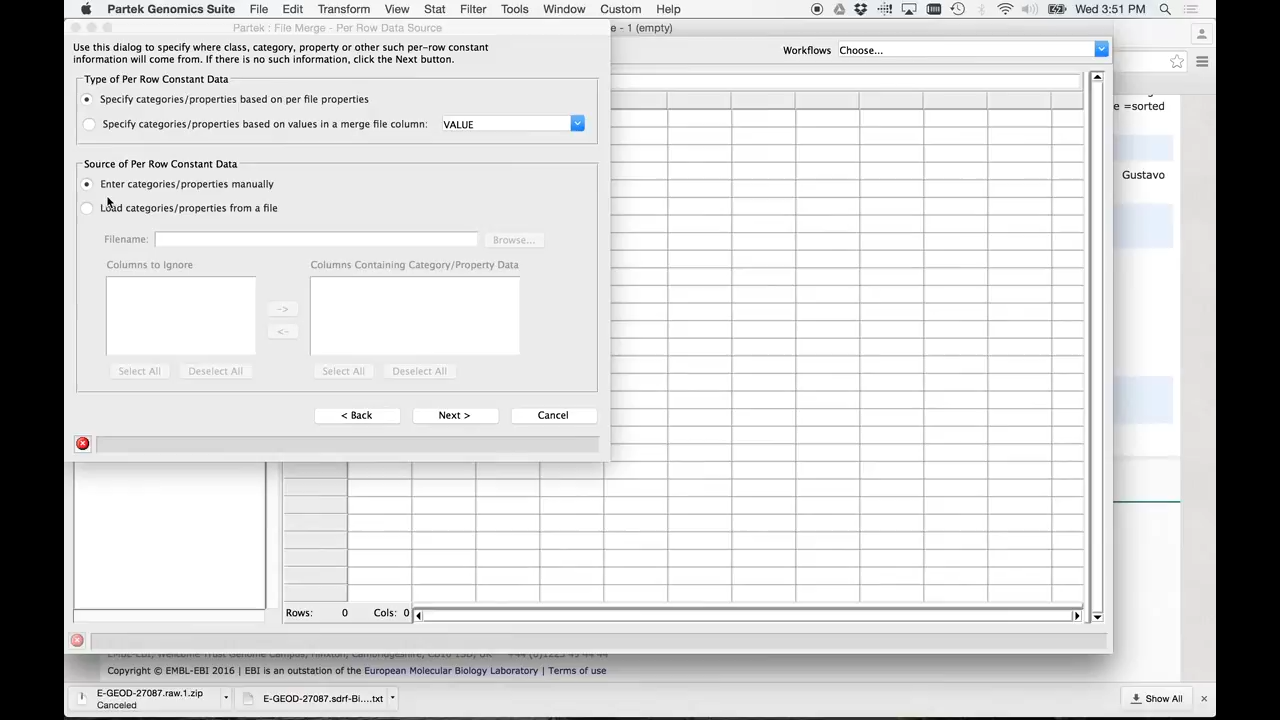 Partek Genomics Suite File Edit Transform View Stat Filter Tools Window Custom Help Wed 3:51 PM
Partek : File Merge - Per Row Data Source
- 1 (empty)
Use this dialog to specify where class, category, property or other such per-row constant
information will come from. If there is no such information, click the Next button.
Workflows Choose...
Type of Per Row Constant Data
Specify categories/properties based on per file properties
Specify categories/properties based on values in a merge file column: VALUE
Source of Per Row Constant Data
Enter categories/properties manually
Load categories/properties from a file
Filename: Browse...
Columns to Ignore Columns Containing Category/Property Data
->
<-
Select All Deselect All Select All Deselect All
< Back Next > Cancel
=sorted
Gustavo
Rows: 0 Cols: 0
Copyright © EMBL-EBI 2016 | EBI is an outstation of the European Molecular Biology Laboratory | Terms of use
E-GEOD-27087.raw.1.zip
Canceled
E-GEOD-27087.sdrf-Bi....txt
Show All